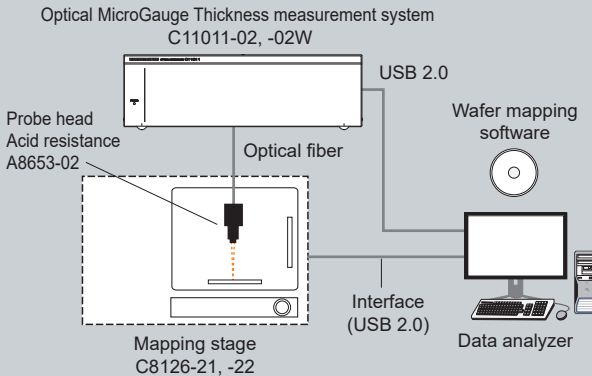 Optical MicroGauge Thickness measurement system
C11011-02, -02W
USB 2.0
Probe head
Acid resistance
A8653-02
Optical fiber
Wafer mapping
software
Interface
(USB 2.0)
Data analyzer
Mapping stage
C8126-21, -22